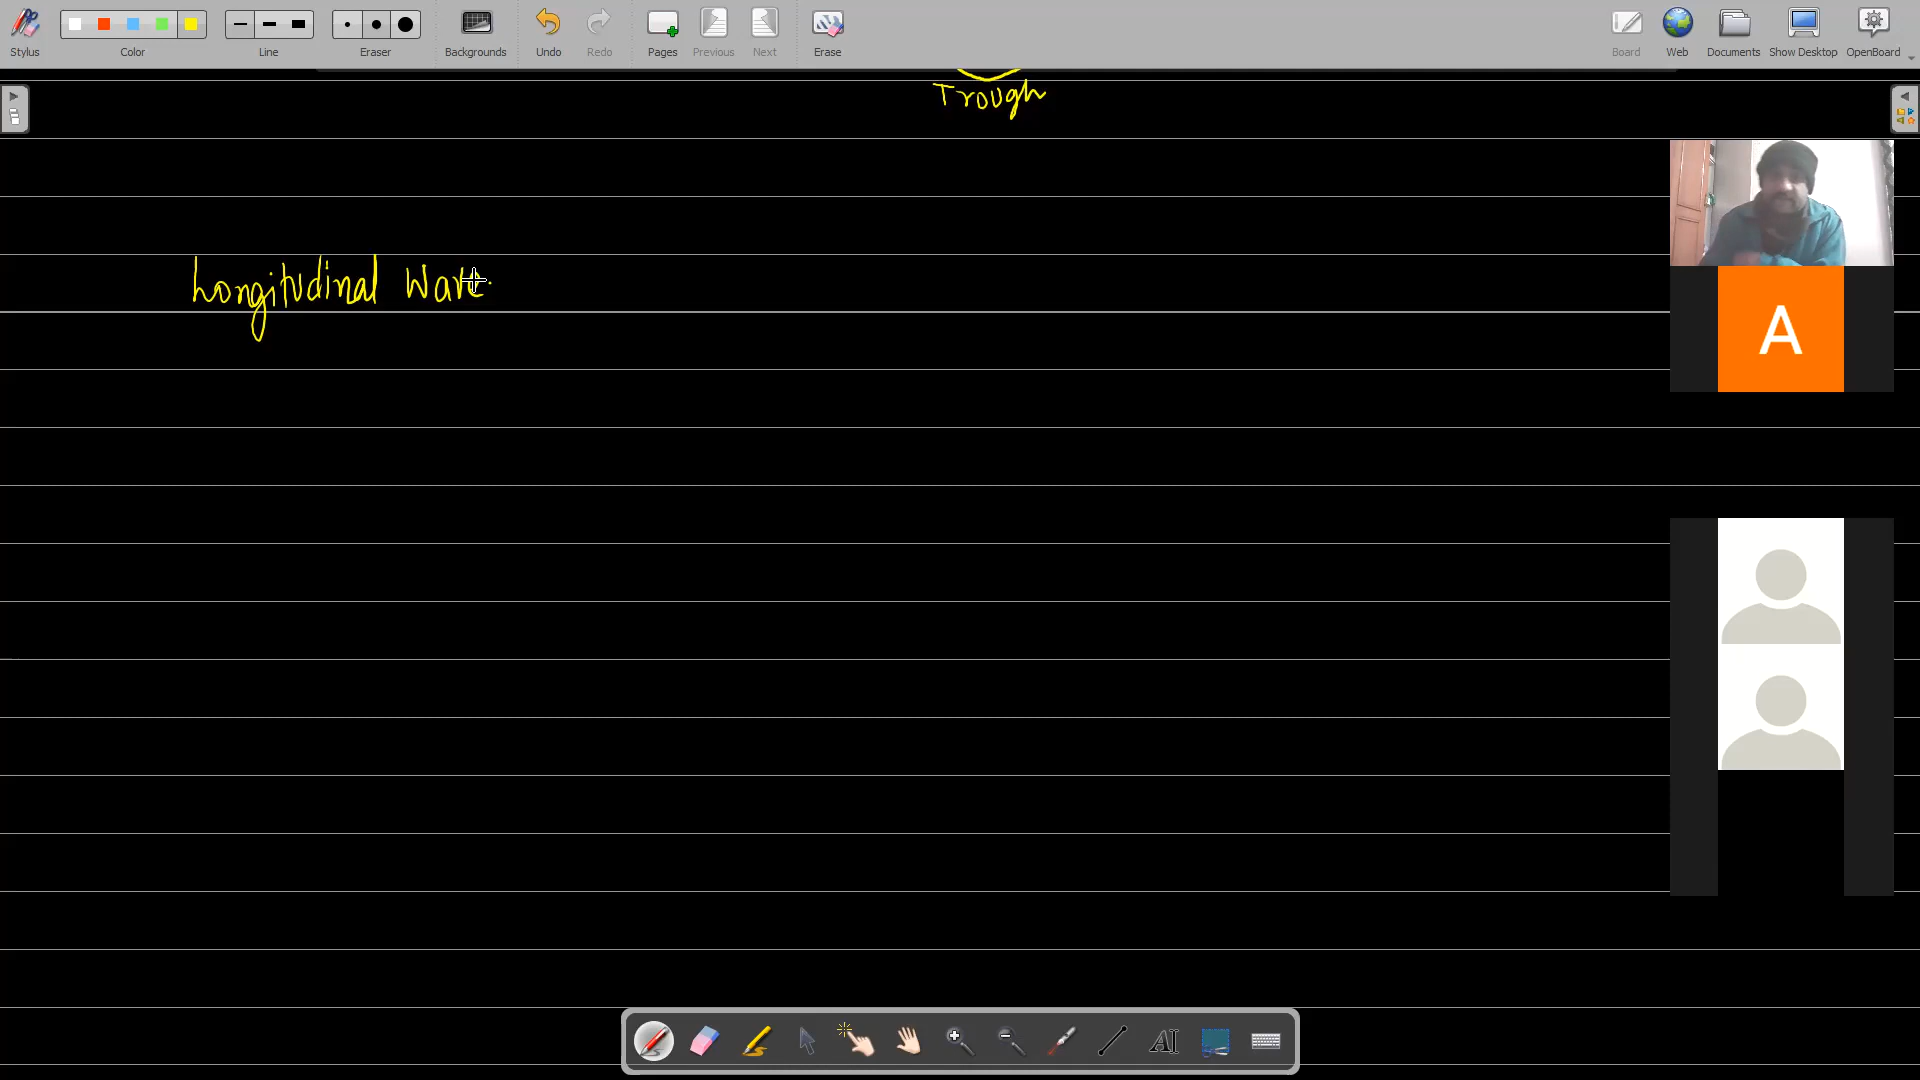 Stylus Color Line Eraser Backgrounds Undo Redo Pages Previous Next Erase Board Web Documents Show Desktop OpenBoard
Trough
Longitudinal Wave.
A
AI